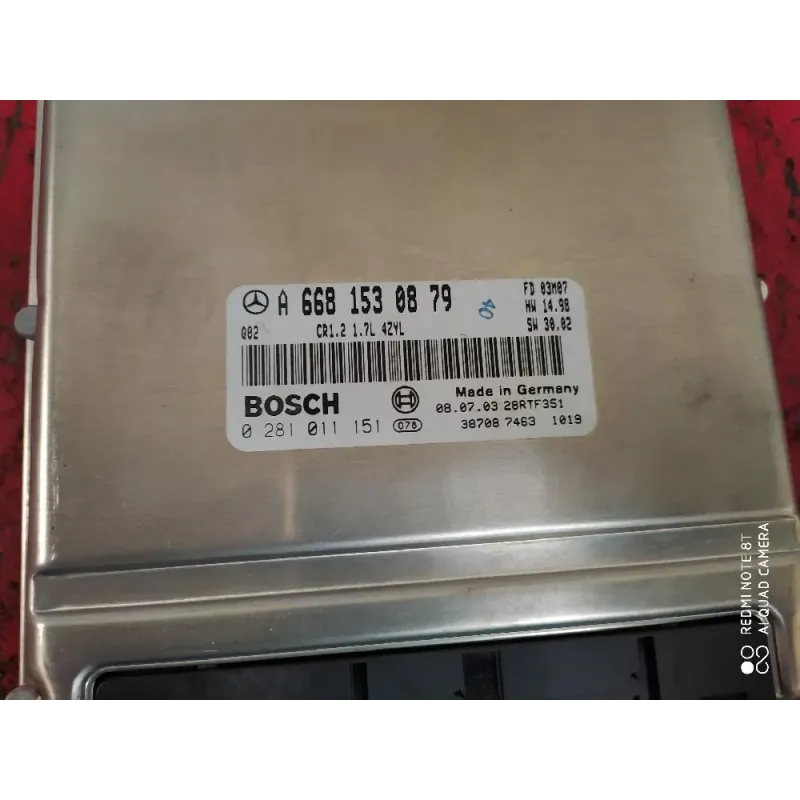 A 668 153 08 79
40
FD 03M07
HW 14.98
SW 30.02
Q02 CR1.2 1.7L 4ZYL
BOSCH
Made in Germany
08.07.03 28RTF351
0 281 011 151 078
38708 7463 1019
REDMI NOTE 8T
AI QUAD CAMERA